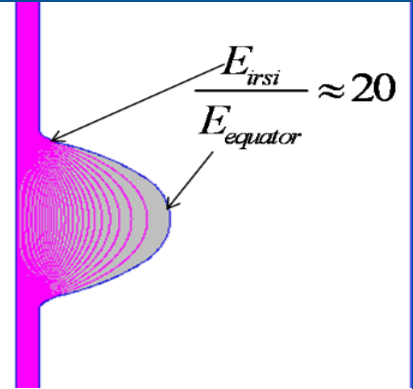 E_irsi / E_equator ≈ 20